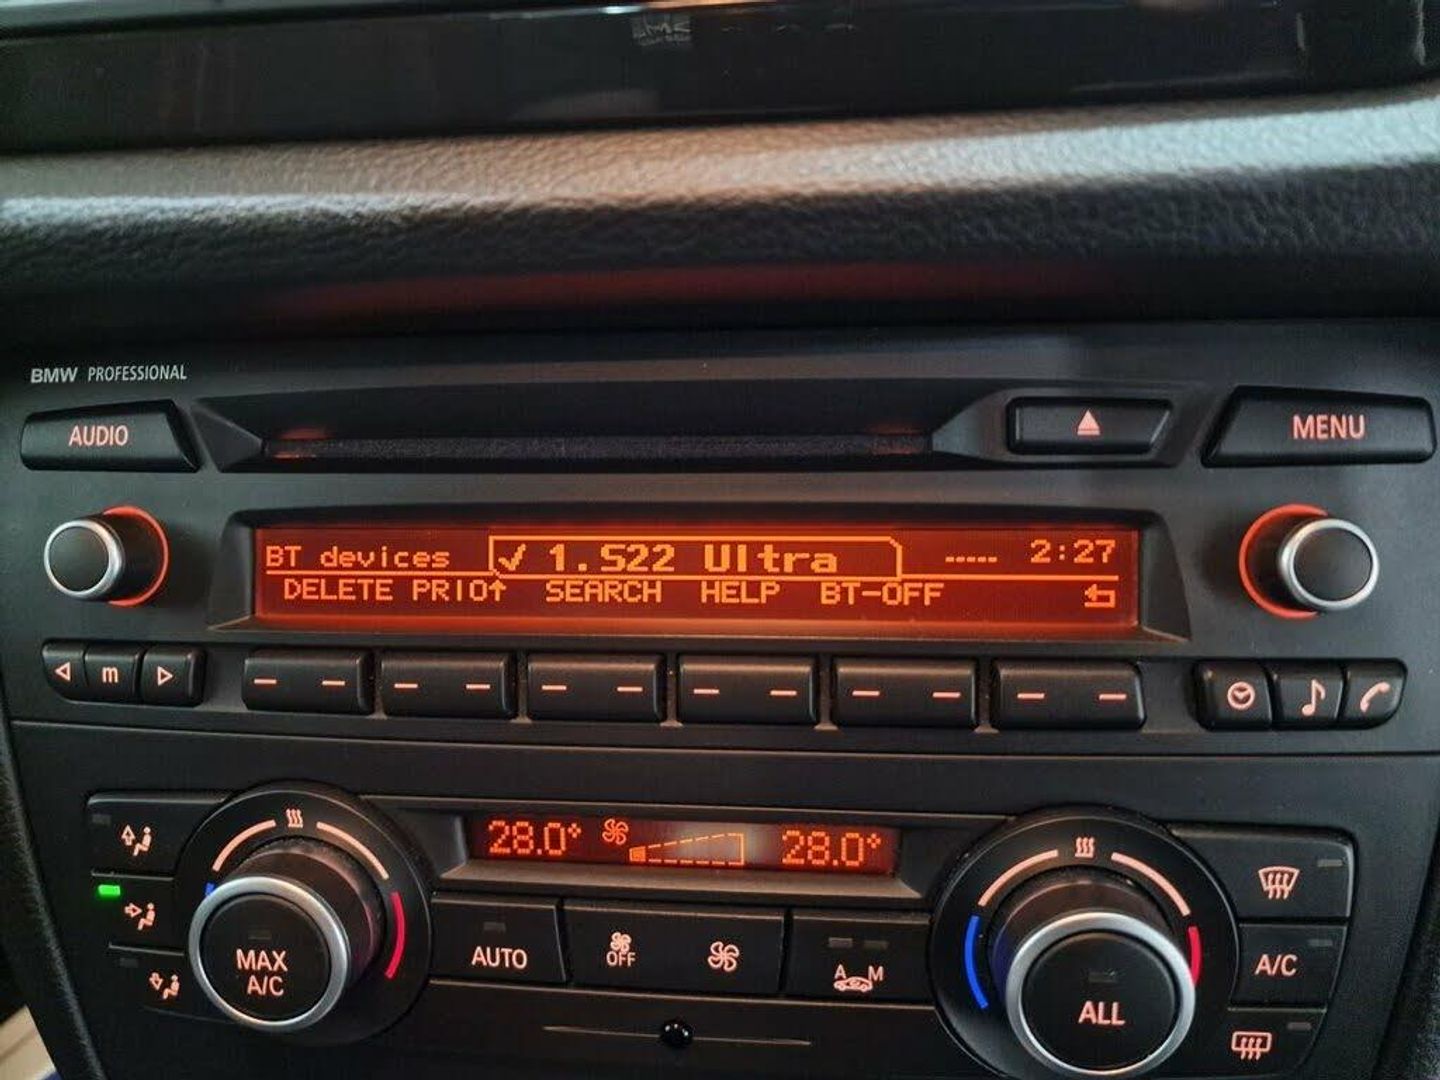 BMW PROFESSIONAL
AUDIO
MENU
BT devices ✓ 1.S22 Ultra ----- 2:27
DELETE PRIO↑ SEARCH HELP BT-OFF
m
28.0° 28.0°
MAX A/C
AUTO
OFF
A M
ALL
A/C